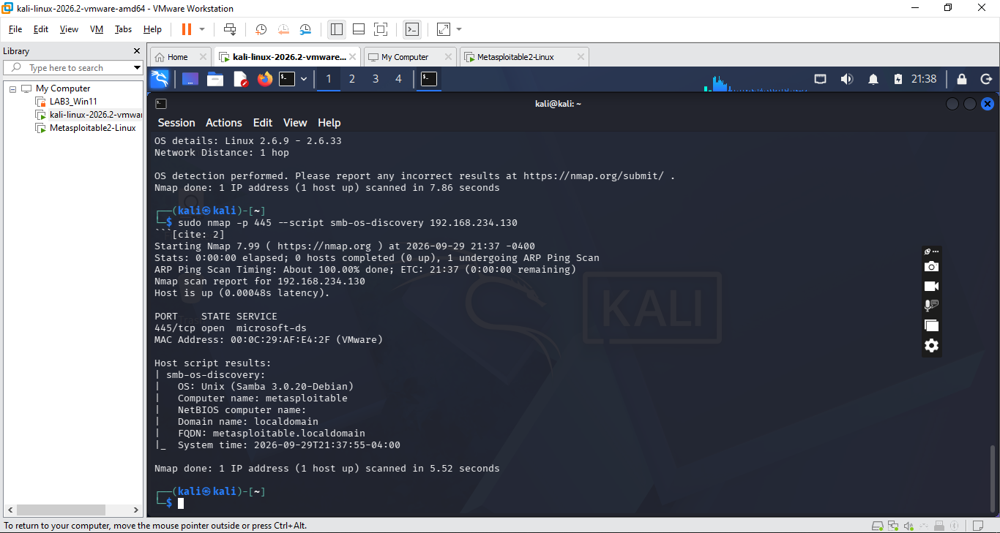 kali-linux-2026.2-vmware-amd64 - VMware Workstation
File Edit View VM Tabs Help
Library
Type here to search
My Computer
LAB3_Win11
kali-linux-2026.2-vmwar
Metasploitable2-Linux
Home
kali-linux-2026.2-vmware...
My Computer
Metasploitable2-Linux
1 2 3 4
21:38
kali@kali: ~
Session Actions Edit View Help
OS details: Linux 2.6.9 - 2.6.33
Network Distance: 1 hop
OS detection performed. Please report any incorrect results at https://nmap.org/submit/ .
Nmap done: 1 IP address (1 host up) scanned in 7.86 seconds
┌──(kali㉿kali)-[~]
└─$ sudo nmap -p 445 --script smb-os-discovery 192.168.234.130
```[cite: 2]
Starting Nmap 7.99 ( https://nmap.org ) at 2026-09-29 21:37 -0400
Stats: 0:00:00 elapsed; 0 hosts completed (0 up), 1 undergoing ARP Ping Scan
ARP Ping Scan Timing: About 100.00% done; ETC: 21:37 (0:00:00 remaining)
Nmap scan report for 192.168.234.130
Host is up (0.00048s latency).
PORT    STATE SERVICE
445/tcp open  microsoft-ds
MAC Address: 00:0C:29:AF:E4:2F (VMware)
Host script results:
| smb-os-discovery:
|   OS: Unix (Samba 3.0.20-Debian)
|   Computer name: metasploitable
|   NetBIOS computer name:
|   Domain name: localdomain
|   FQDN: metasploitable.localdomain
|_  System time: 2026-09-29T21:37:55-04:00
Nmap done: 1 IP address (1 host up) scanned in 5.52 seconds
┌──(kali㉿kali)-[~]
└─$
KALI
To return to your computer, move the mouse pointer outside or press Ctrl+Alt.